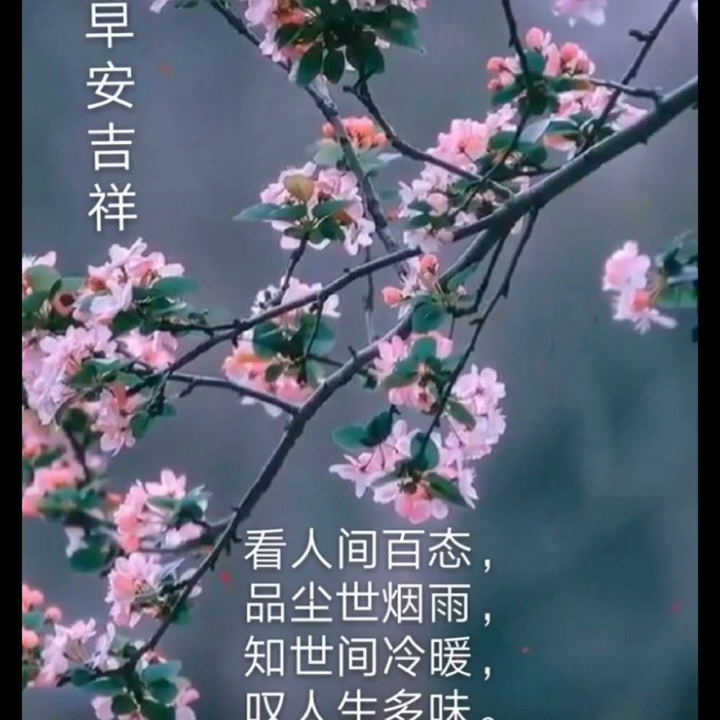 早安吉祥
看人间百态，
品尘世烟雨，
知世间冷暖，
叹人生多味。